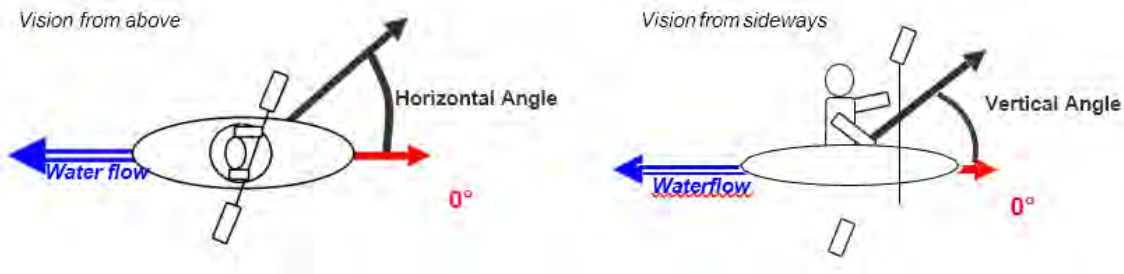 Vision from above
Horizontal Angle
Water flow
0°
Vision from sideways
Vertical Angle
Waterflow
0°